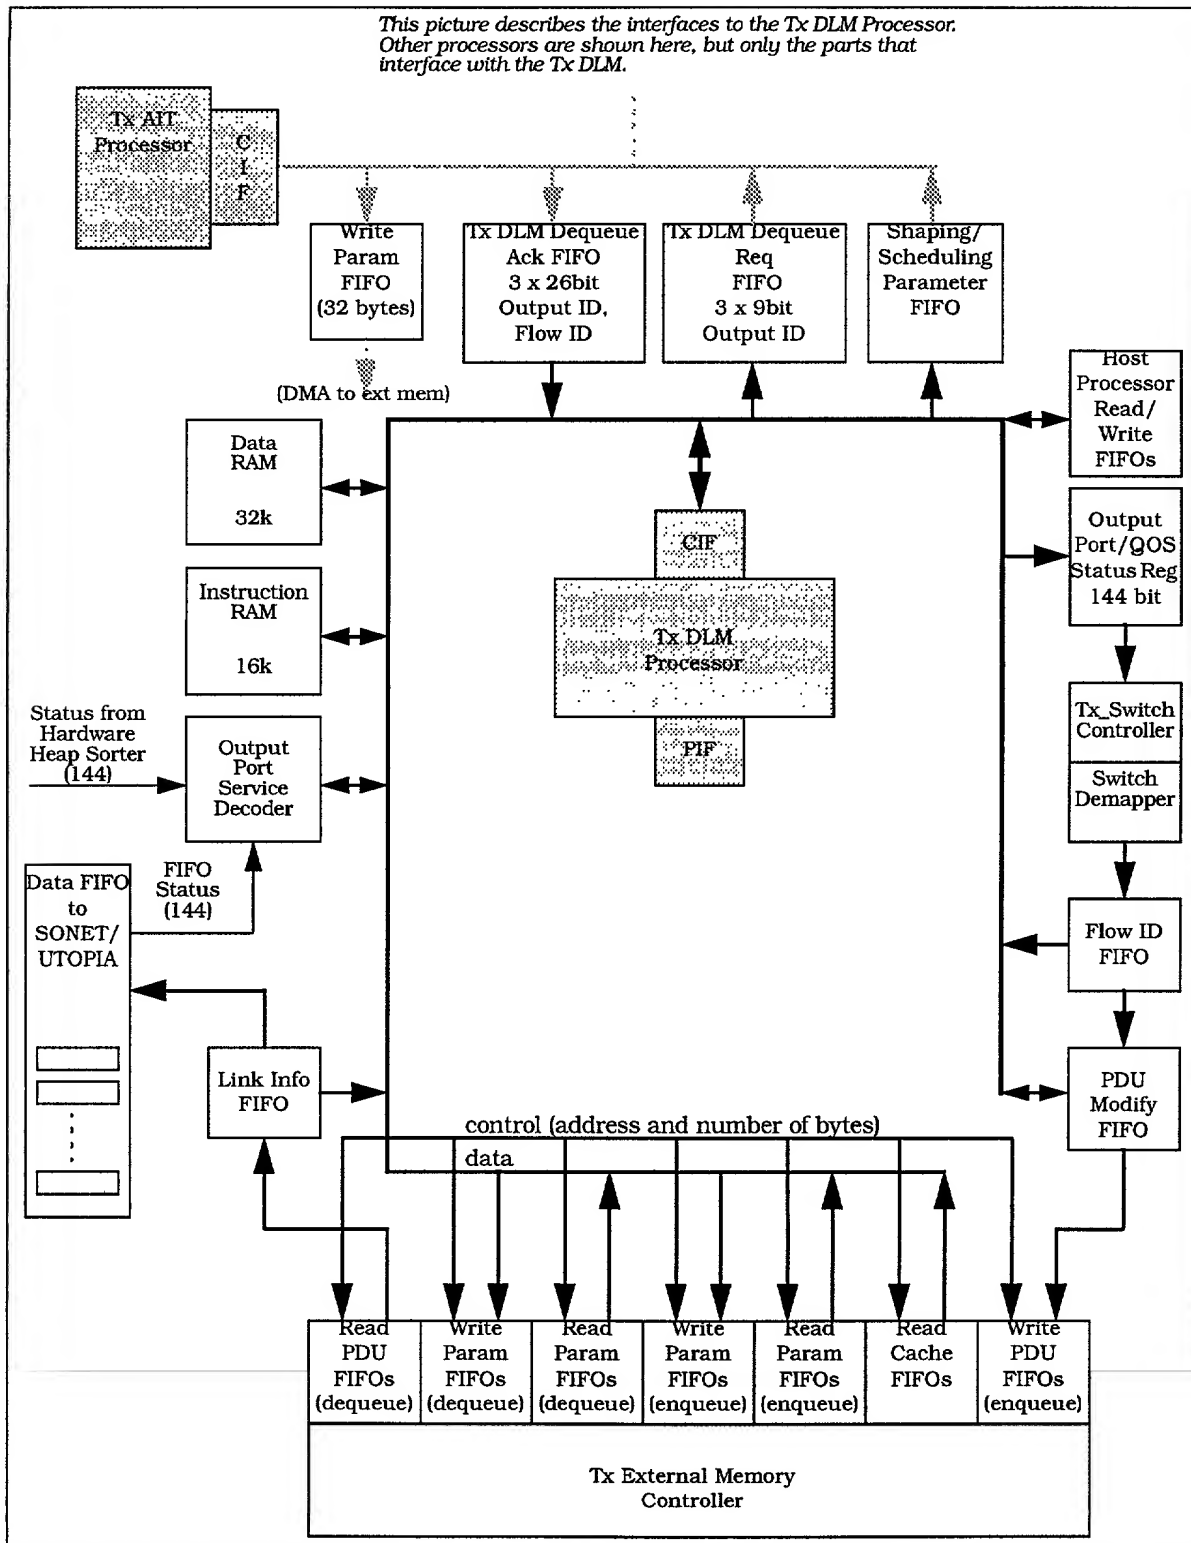 This picture describes the interfaces to the Tx DLM Processor.
Other processors are shown here, but only the parts that
interface with the Tx DLM.
Tx AIT
Processor
C
I
F
Write
Param
FIFO
(32 bytes)
Tx DLM Dequeue
Ack FIFO
3 x 26bit
Output ID,
Flow ID
Tx DLM Dequeue
Req
FIFO
3 x 9bit
Output ID
Shaping/
Scheduling
Parameter
FIFO
(DMA to ext mem)
Host
Processor
Read/
Write
FIFOs
Data
RAM
32k
Output
Port/QOS
Status Reg
144 bit
CIF
Instruction
RAM
16k
Tx DLM
Processor
PIF
Tx_Switch
Controller
Switch
Demapper
Status from
Hardware
Heap Sorter
(144)
Output
Port
Service
Decoder
Data FIFO
to
SONET/
UTOPIA
FIFO
Status
(144)
Flow ID
FIFO
Link Info
FIFO
PDU
Modify
FIFO
control (address and number of bytes)
data
Read
PDU
FIFOs
(dequeue)
Write
Param
FIFOs
(dequeue)
Read
Param
FIFOs
(dequeue)
Write
Param
FIFOs
(enqueue)
Read
Param
FIFOs
(enqueue)
Read
Cache
FIFOs
Write
PDU
FIFOs
(enqueue)
Tx External Memory
Controller